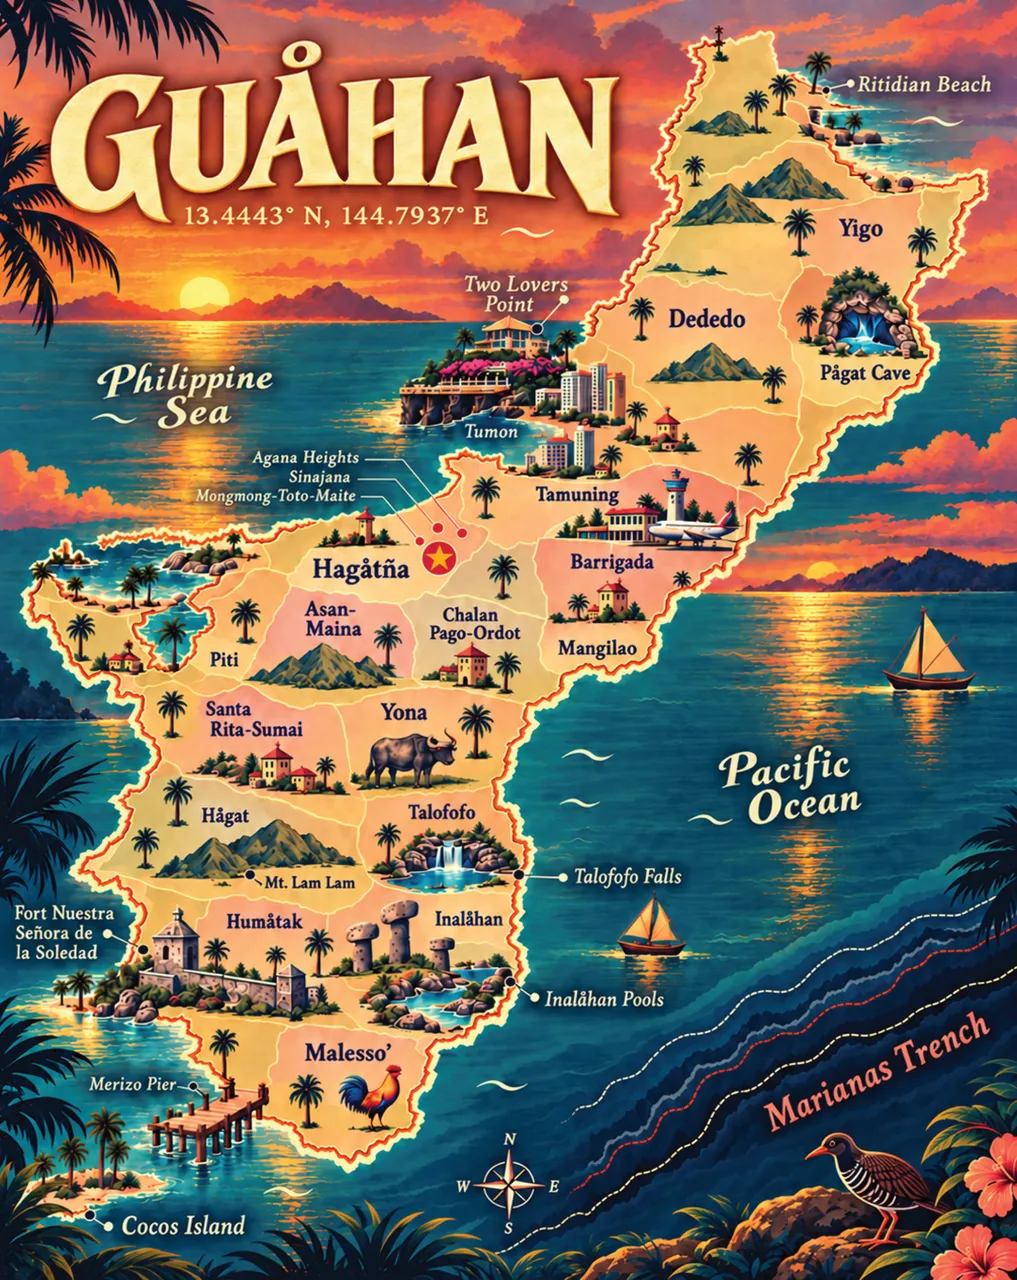 GUÅHAN
13.4443° N, 144.7937° E
Ritidian Beach
Yigo
Two Lovers
Point
Dededo
Philippine
Sea
Pågat Cave
Tumon
Agana Heights
Sinajana
Mongmong-Toto-Maite
Tamuning
Hagåtña
Barrigada
Asan-
Maina
Chalan
Pago-Ordot
Mangilao
Piti
Santa
Rita-Sumai
Yona
Pacific
Ocean
Hågat
Talofofo
Mt. Lam Lam
Talofofo Falls
Fort Nuestra
Señora de
la Soledad
Humåtak
Inalåhan
Inalåhan Pools
Malesso'
Marianas Trench
Merizo Pier
N
W
E
S
Cocos Island